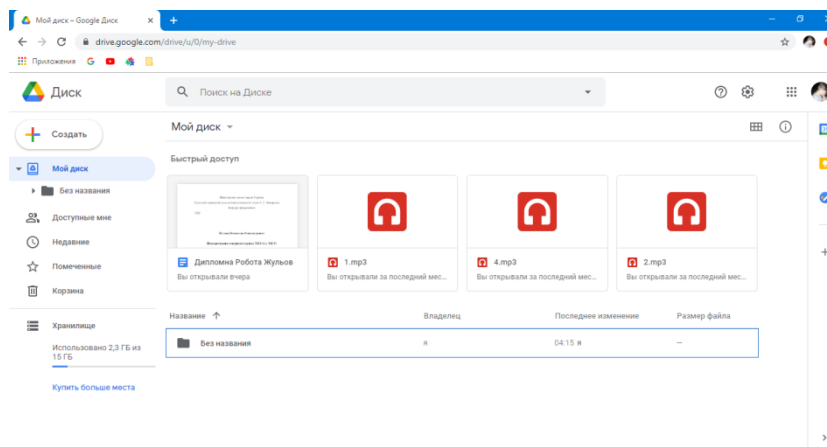 Мой диск – Google Диск
drive.google.com/drive/u/0/my-drive
Приложения
Диск
Поиск на Диске
Создать
Мой диск
Без названия
Доступные мне
Недавние
Помеченные
Корзина
Хранилище
Использовано 2,3 ГБ из
15 ГБ
Купить больше места
Мой диск
Быстрый доступ
Дипломна Робота Жульов
Вы открывали вчера
1.mp3
Вы открывали за последний мес...
4.mp3
Вы открывали за последний мес...
2.mp3
Вы открывали за последний мес...
Название Владелец Последнее изменение Размер файла
Без названия я 04:15 я –